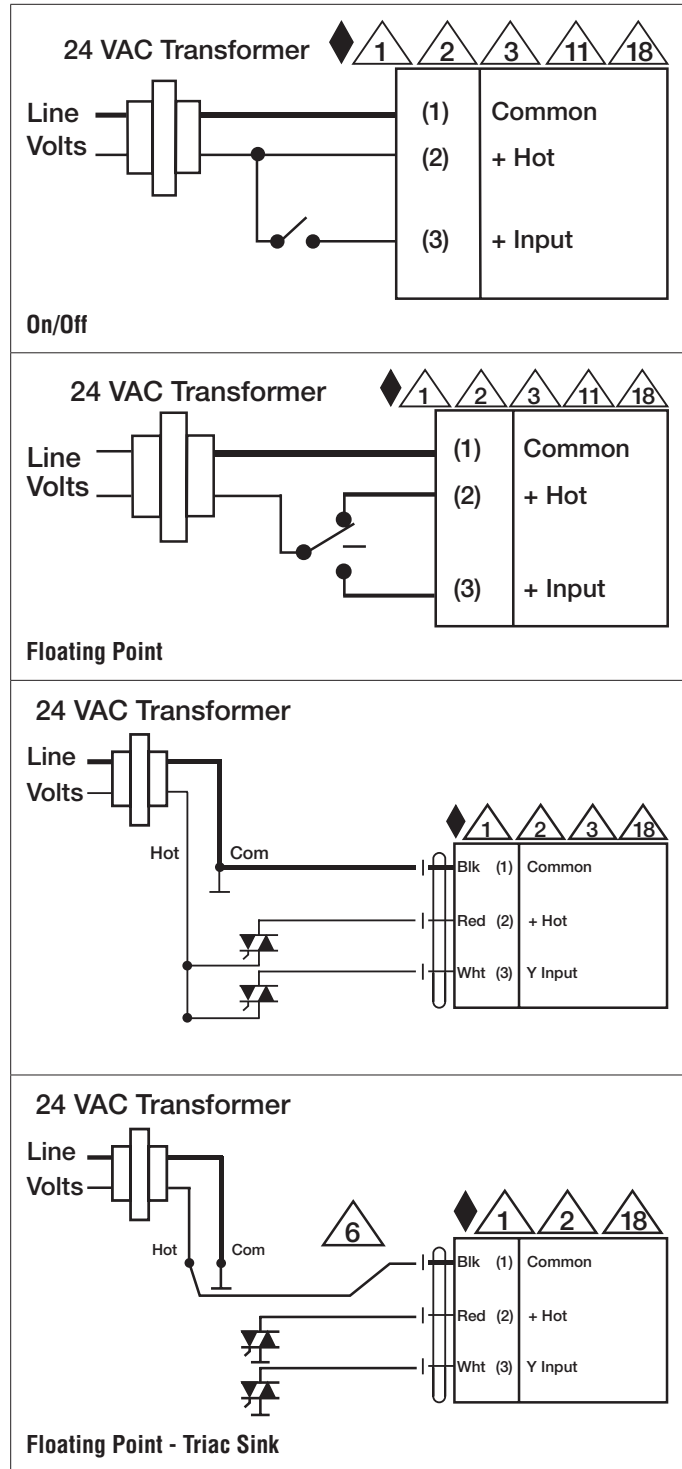 24 VAC Transformer
1 2 3 11 18
Line
Volts
(1) Common
(2) + Hot
(3) + Input
On/Off
24 VAC Transformer
1 2 3 11 18
Line
Volts
(1) Common
(2) + Hot
(3) + Input
Floating Point
24 VAC Transformer
Line
Volts
Hot Com
1 2 3 18
Blk (1) Common
Red (2) + Hot
Wht (3) Y Input
24 VAC Transformer
Line
Volts
Hot Com
6
1 2 18
Blk (1) Common
Red (2) + Hot
Wht (3) Y Input
Floating Point - Triac Sink